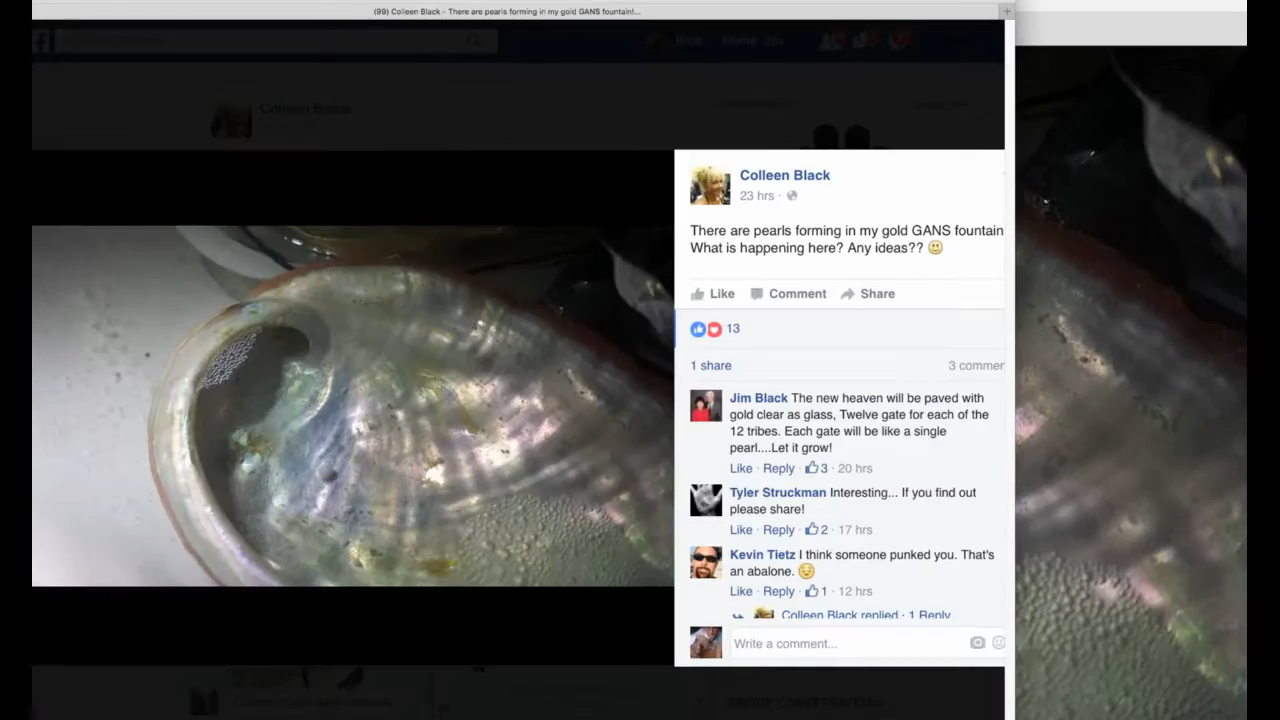 (99) Colleen Black - There are pearls forming in my gold GANS fountain!...
Colleen Black
Colleen Black
23 hrs ·
There are pearls forming in my gold GANS fountain
What is happening here? Any ideas??
Like Comment Share
13
1 share 3 commer
Jim Black The new heaven will be paved with
gold clear as glass, Twelve gate for each of the
12 tribes. Each gate will be like a single
pearl....Let it grow!
Like · Reply · 3 · 20 hrs
Tyler Struckman Interesting... If you find out
please share!
Like · Reply · 2 · 17 hrs
Kevin Tietz I think someone punked you. That's
an abalone.
Like · Reply · 1 · 12 hrs
Colleen Black replied · 1 Reply
Write a comment...